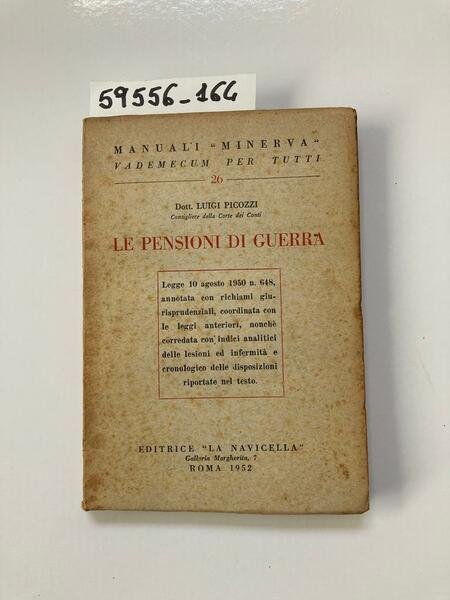 59556-164
MANUALI "MINERVA"
VADEMECUM PER TUTTI
26
Dott. LUIGI PICOZZI
Consigliere della Corte dei Conti
LE PENSIONI DI GUERRA
Legge 10 agosto 1950 n. 648,
annotata con richiami giu-
risprudenziali, coordinata con
le leggi anteriori, nonchè
corredata con indici analitici
delle lesioni ed infermità e
cronologico delle disposizioni
riportate nel testo.
EDITRICE "LA NAVICELLA"
Galleria Margherita, 7
ROMA 1952